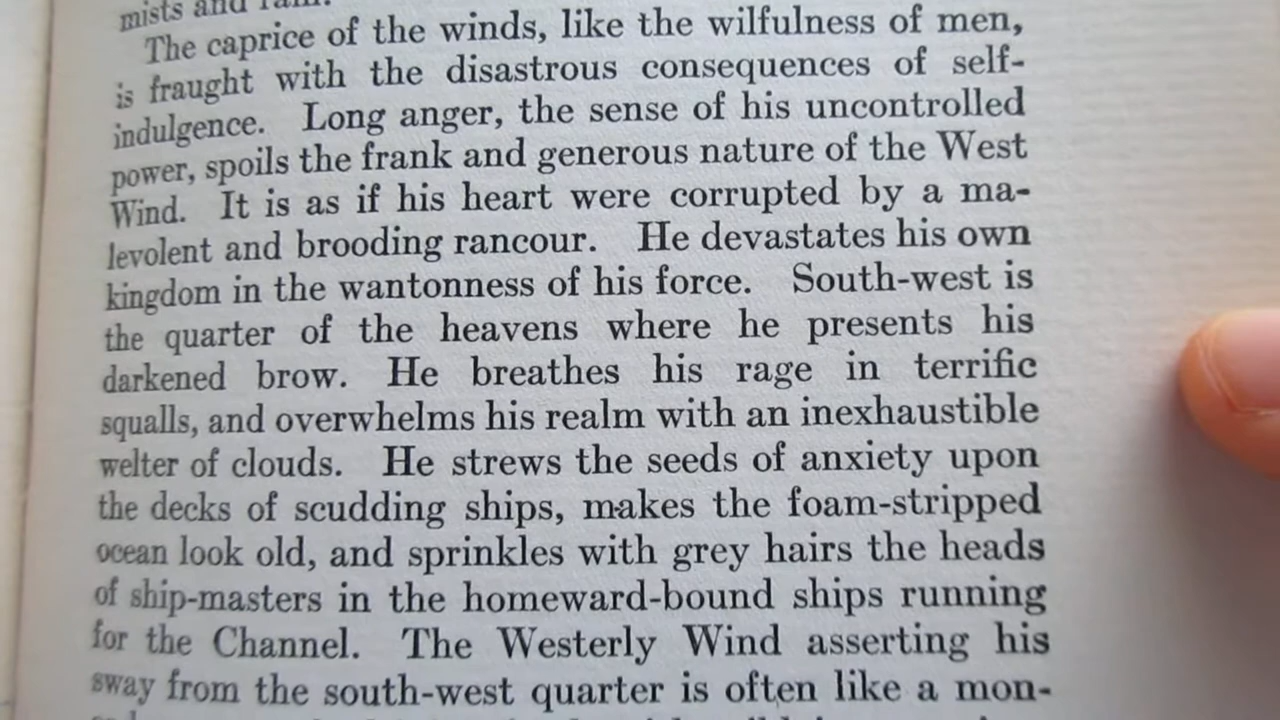 mists and rain.
The caprice of the winds, like the wilfulness of men,
is fraught with the disastrous consequences of self-
indulgence. Long anger, the sense of his uncontrolled
power, spoils the frank and generous nature of the West
Wind. It is as if his heart were corrupted by a ma-
levolent and brooding rancour. He devastates his own
kingdom in the wantonness of his force. South-west is
the quarter of the heavens where he presents his
darkened brow. He breathes his rage in terrific
squalls, and overwhelms his realm with an inexhaustible
welter of clouds. He strews the seeds of anxiety upon
the decks of scudding ships, makes the foam-stripped
ocean look old, and sprinkles with grey hairs the heads
of ship-masters in the homeward-bound ships running
for the Channel. The Westerly Wind asserting his
sway from the south-west quarter is often like a mon-